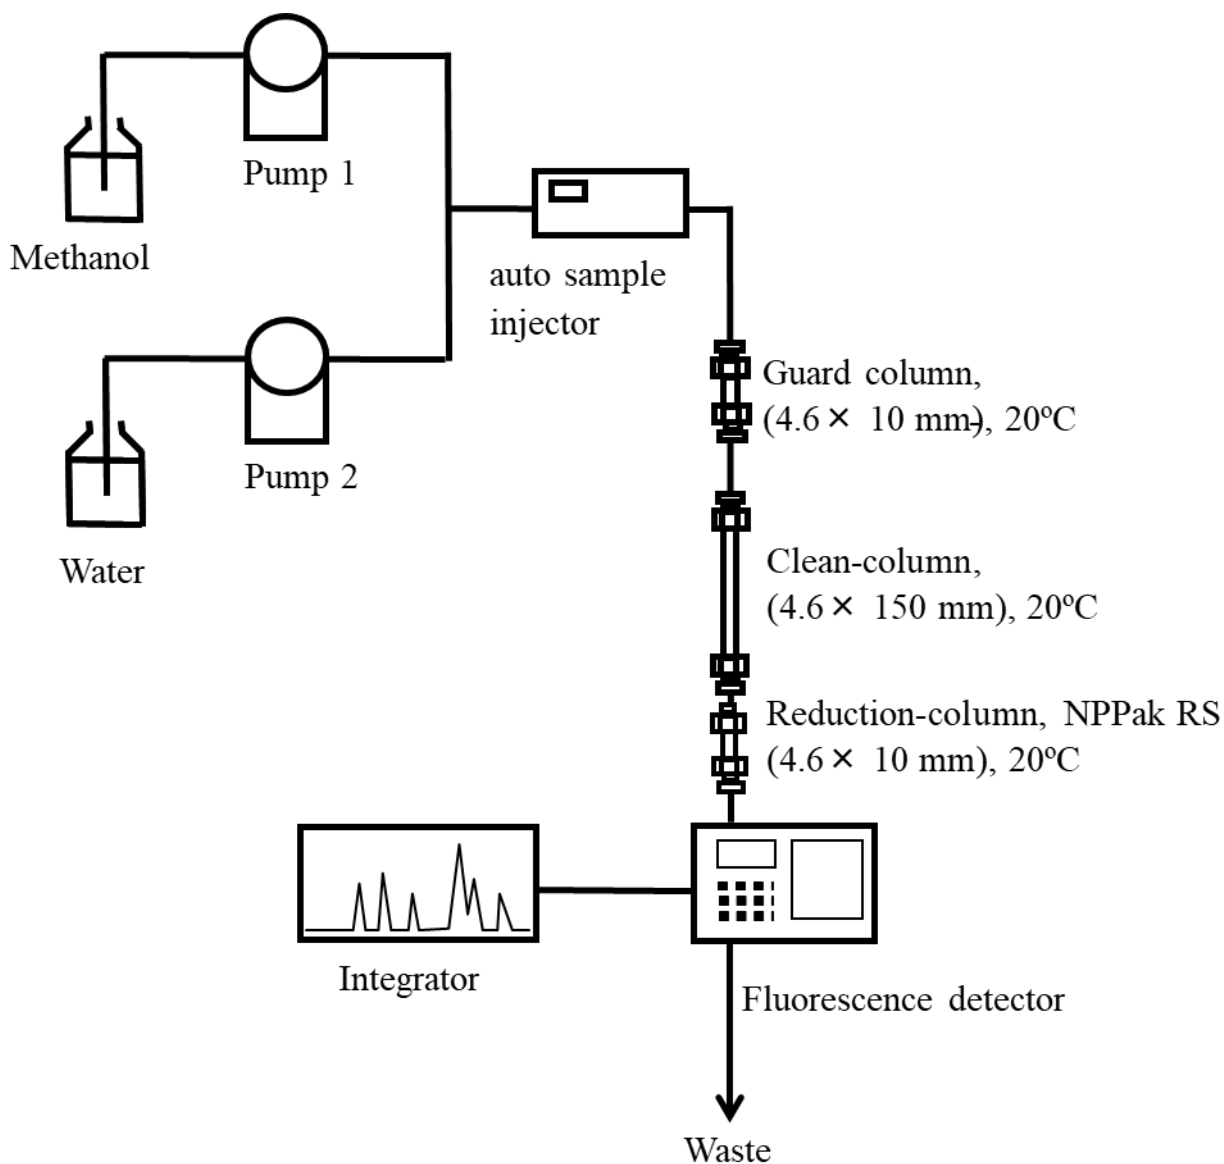 Pump 1
Methanol
auto sample
injector
Guard column,
(4.6× 10 mm), 20ºC
Pump 2
Water
Clean-column,
(4.6× 150 mm), 20ºC
Reduction-column, NPPak RS
(4.6× 10 mm), 20ºC
Integrator
Fluorescence detector
Waste